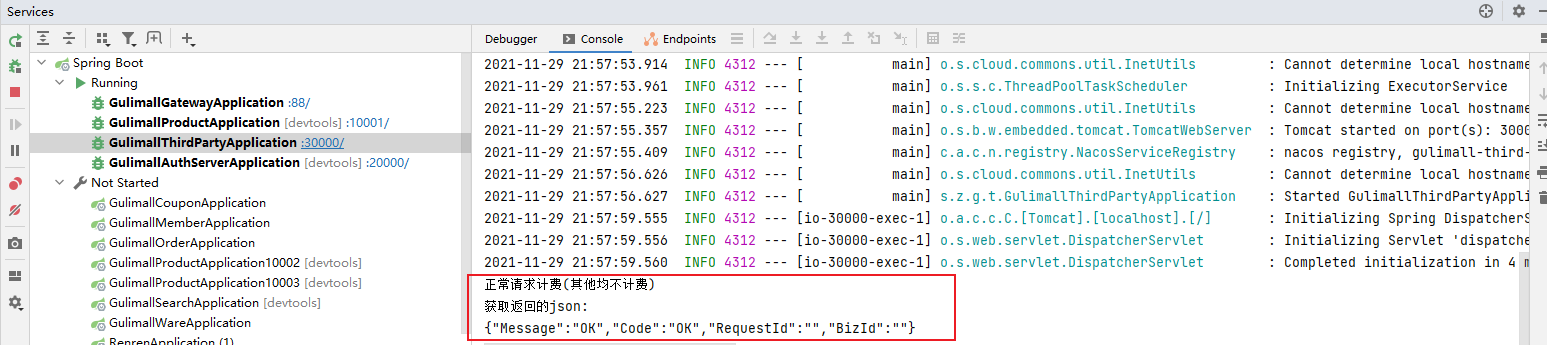 Services
Debugger Console Endpoints
Spring Boot
Running
GulimallGatewayApplication :88/
GulimallProductApplication [devtools] :10001/
GulimallThirdPartyApplication :30000/
GulimallAuthServerApplication [devtools] :20000/
Not Started
GulimallCouponApplication
GulimallMemberApplication
GulimallOrderApplication
GulimallProductApplication10002 [devtools]
GulimallProductApplication10003 [devtools]
GulimallSearchApplication [devtools]
GulimallWareApplication
RenrenApplication (1)
2021-11-29 21:57:53.914 INFO 4312 --- [ main] o.s.cloud.commons.util.InetUtils : Cannot determine local hostname
2021-11-29 21:57:53.961 INFO 4312 --- [ main] o.s.s.c.ThreadPoolTaskScheduler : Initializing ExecutorService
2021-11-29 21:57:55.223 INFO 4312 --- [ main] o.s.cloud.commons.util.InetUtils : Cannot determine local hostname
2021-11-29 21:57:55.357 INFO 4312 --- [ main] o.s.b.w.embedded.tomcat.TomcatWebServer : Tomcat started on port(s): 3000
2021-11-29 21:57:55.409 INFO 4312 --- [ main] c.a.c.n.registry.NacosServiceRegistry : nacos registry, gulimall-third-
2021-11-29 21:57:56.626 INFO 4312 --- [ main] o.s.cloud.commons.util.InetUtils : Cannot determine local hostname
2021-11-29 21:57:56.627 INFO 4312 --- [ main] s.z.g.t.GulimallThirdPartyApplication : Started GulimallThirdPartyAppli
2021-11-29 21:57:59.555 INFO 4312 --- [io-30000-exec-1] o.a.c.c.C.[Tomcat].[localhost].[/] : Initializing Spring DispatcherS
2021-11-29 21:57:59.556 INFO 4312 --- [io-30000-exec-1] o.s.web.servlet.DispatcherServlet : Initializing Servlet 'dispatche
2021-11-29 21:57:59.560 INFO 4312 --- [io-30000-exec-1] o.s.web.servlet.DispatcherServlet : Completed initialization in 4 m
正常请求计费(其他均不计费)
获取返回的json:
{"Message":"OK","Code":"OK","RequestId":"","BizId":""}